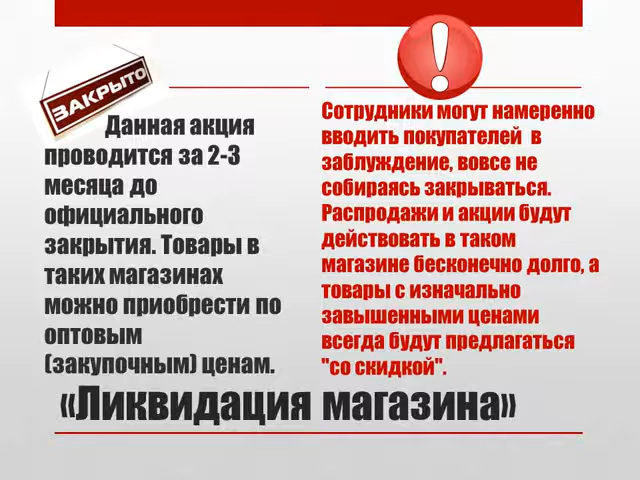 ЗАКРЫТО
Данная акция
проводится за 2-3
месяца до
официального
закрытия. Товары в
таких магазинах
можно приобрести по
оптовым
(закупочным) ценам.
Сотрудники могут намеренно
вводить покупателей в
заблуждение, вовсе не
собираясь закрываться.
Распродажи и акции будут
действовать в таком
магазине бесконечно долго, а
товары с изначально
завышенными ценами
всегда будут предлагаться
"со скидкой".
«Ликвидация магазина»